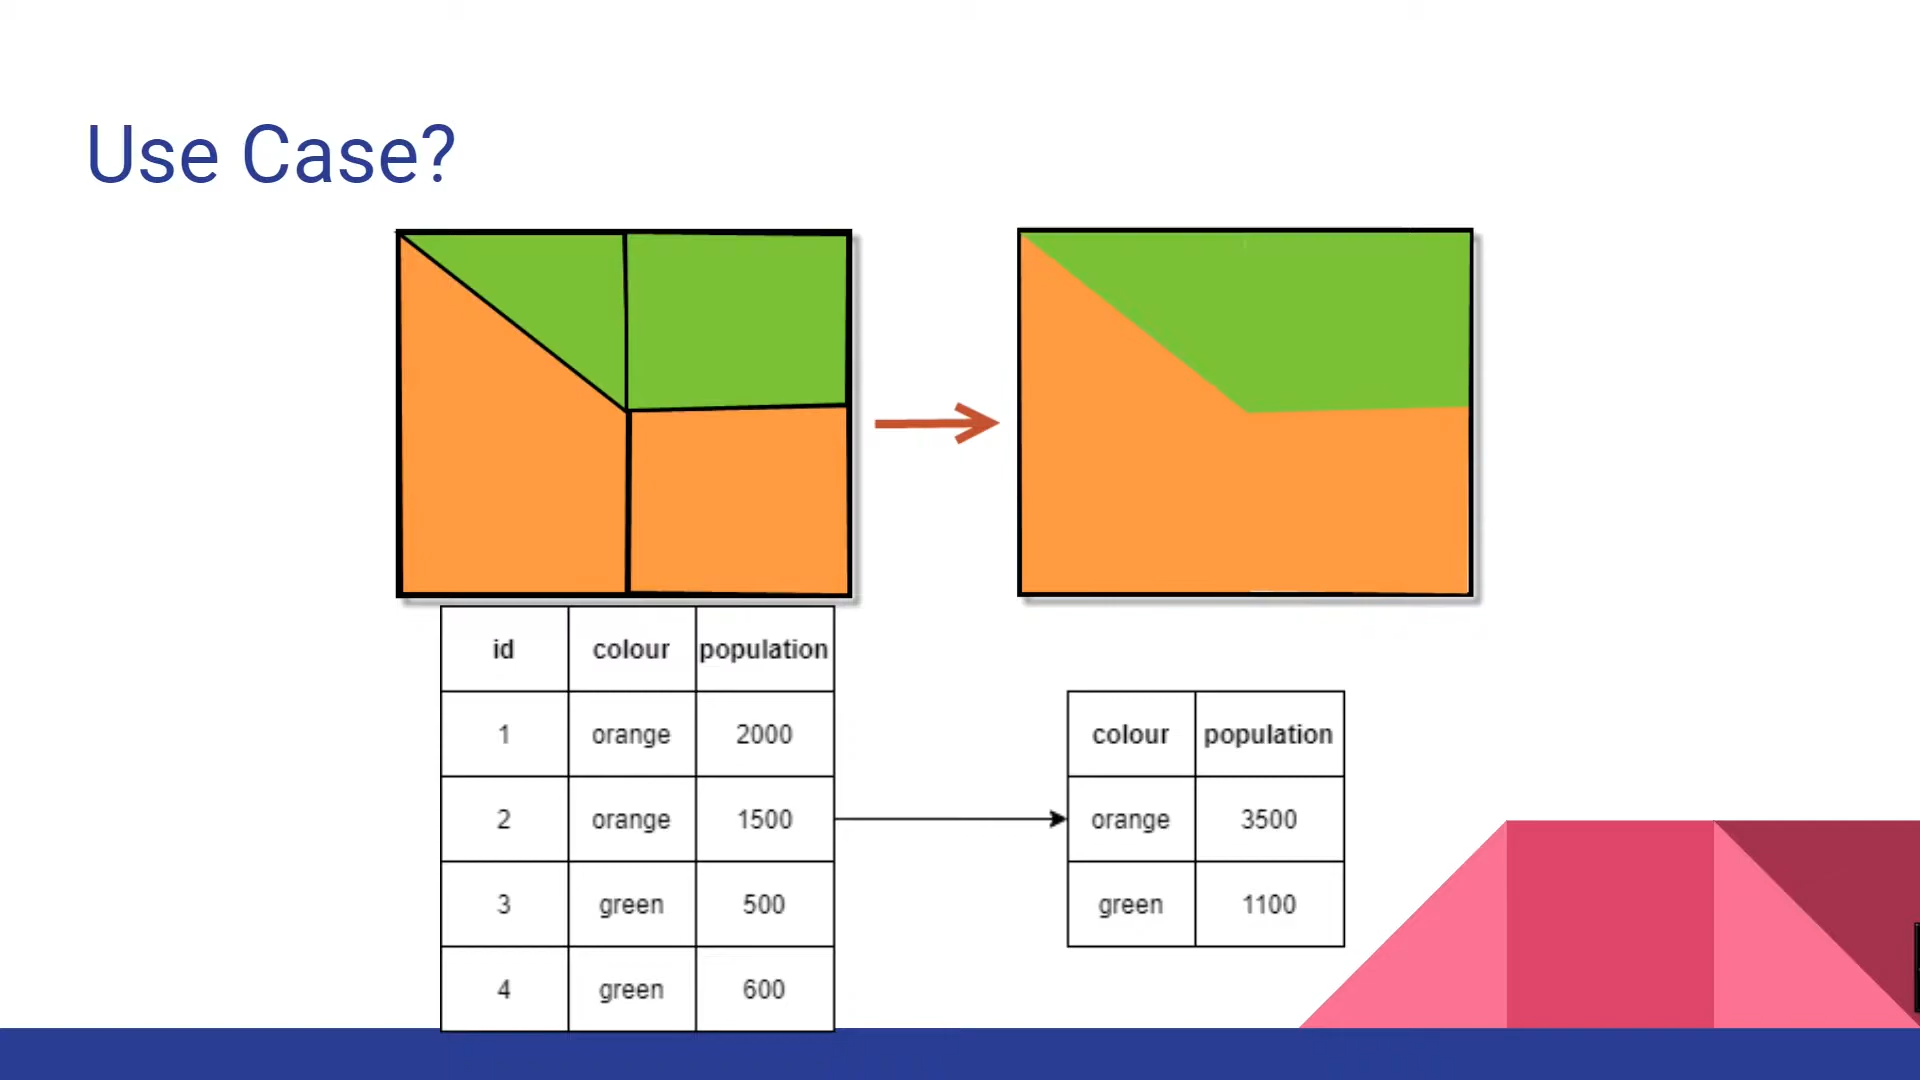 Use Case?
id colour population
1 orange 2000
2 orange 1500
3 green 500
4 green 600
colour population
orange 3500
green 1100